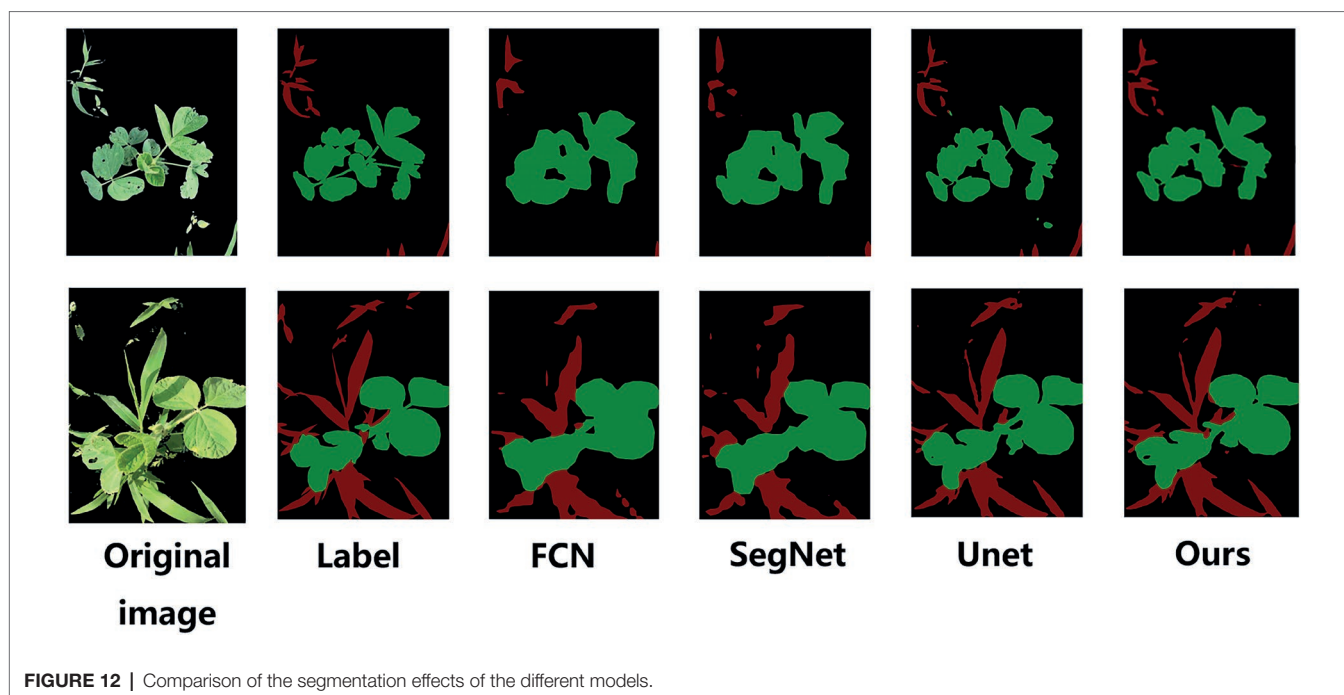 Original image
Label
FCN
SegNet
Unet
Ours
FIGURE 12 | Comparison of the segmentation effects of the different models.